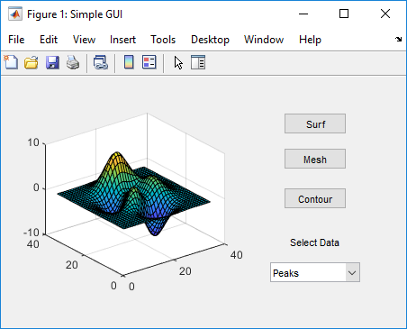 Figure 1: Simple GUI
File Edit View Insert Tools Desktop Window Help
Surf
Mesh
Contour
Select Data
Peaks
10
0
-10
40
20
0
0
20
40